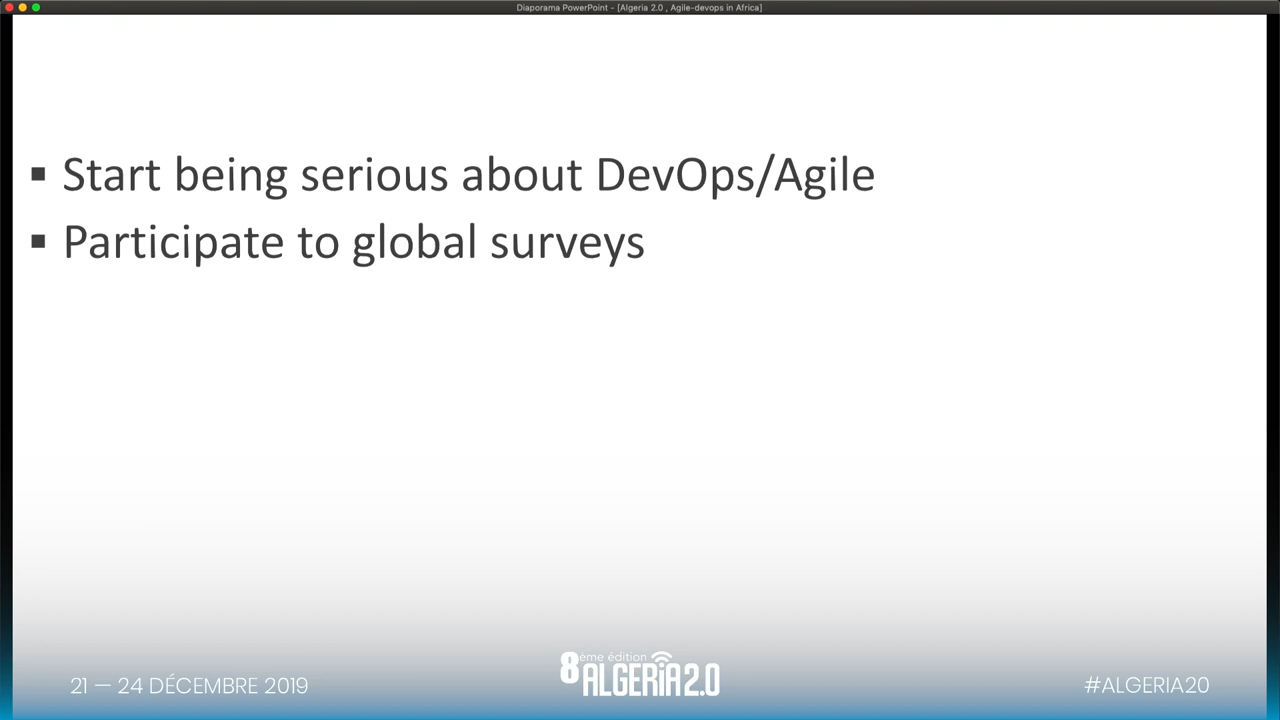 Diaporama PowerPoint - [Algeria 2.0 , Agile-devops in Africa]
▪ Start being serious about DevOps/Agile
▪ Participate to global surveys
21 — 24 DÉCEMBRE 2019
8ème édition
ALGERiA2.0
#ALGERIA20